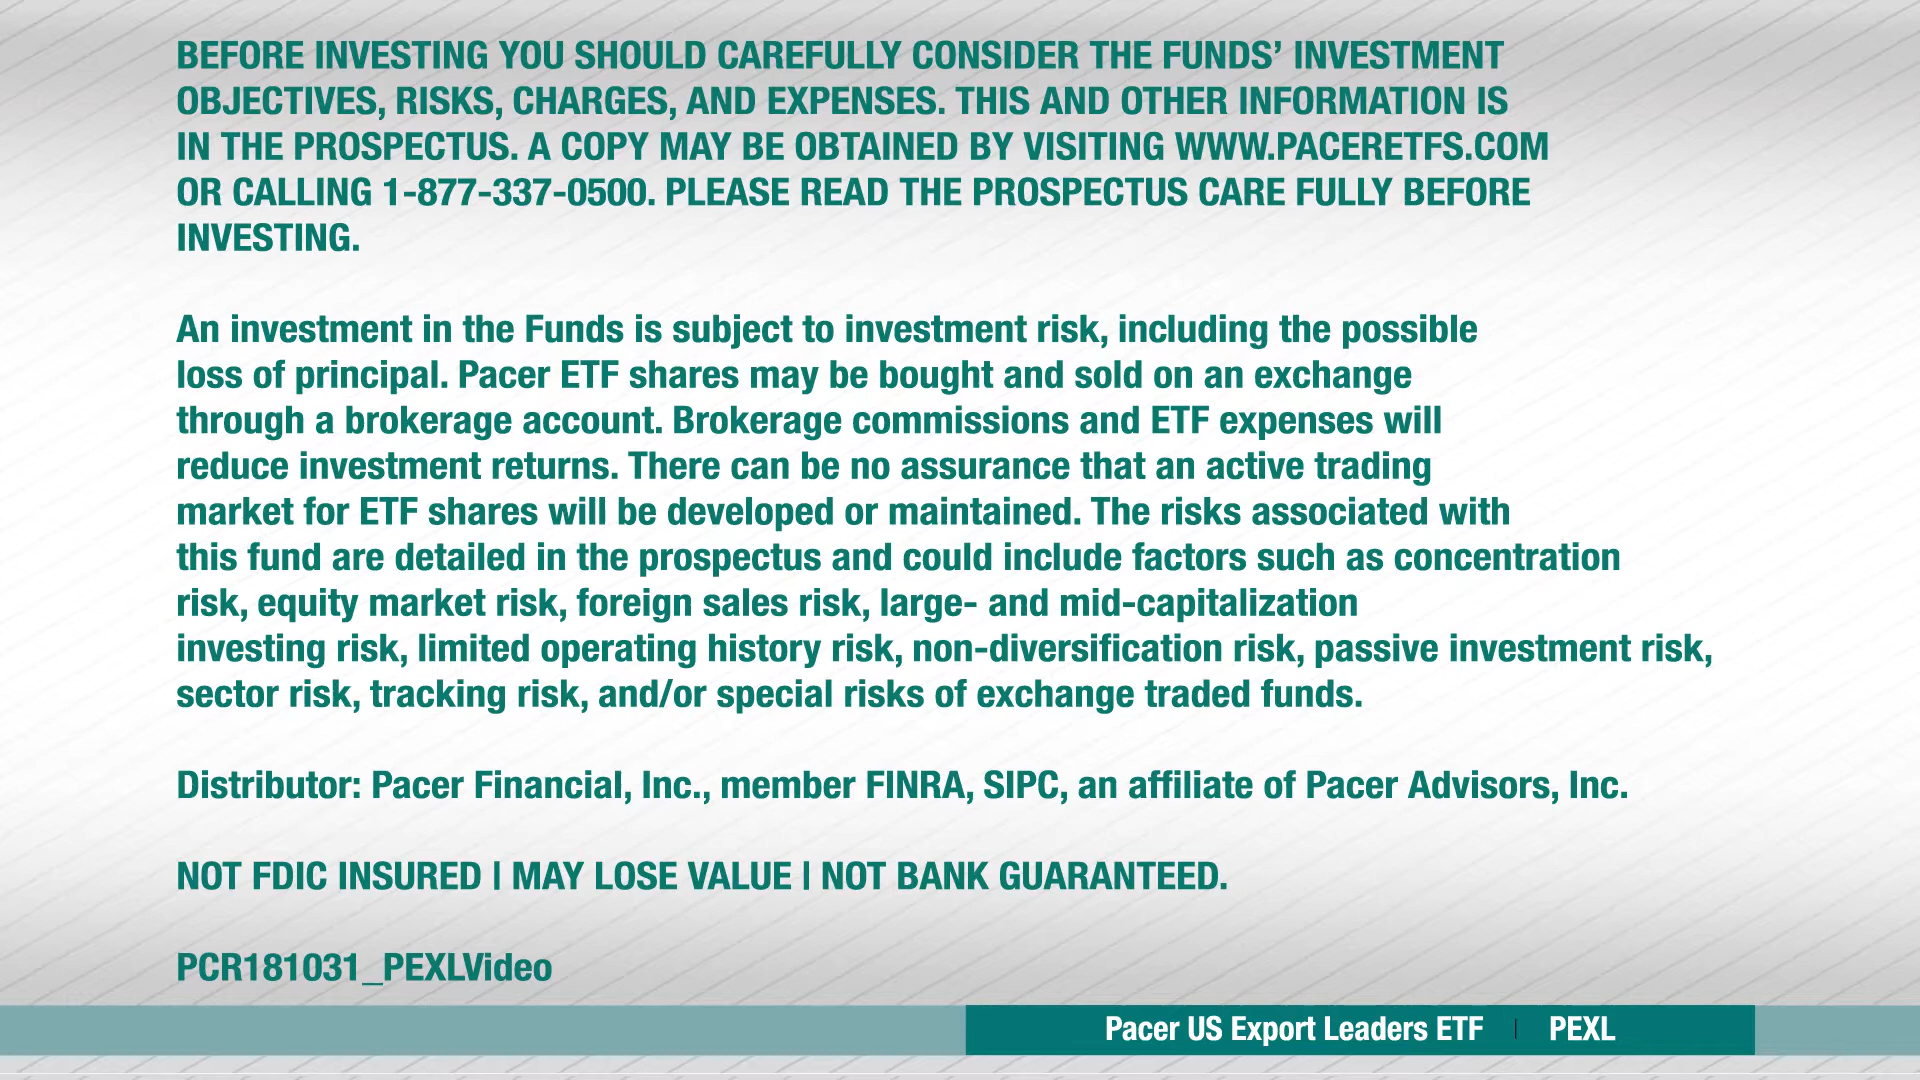 BEFORE INVESTING YOU SHOULD CAREFULLY CONSIDER THE FUNDS’ INVESTMENT
OBJECTIVES, RISKS, CHARGES, AND EXPENSES. THIS AND OTHER INFORMATION IS
IN THE PROSPECTUS. A COPY MAY BE OBTAINED BY VISITING WWW.PACERETFS.COM
OR CALLING 1-877-337-0500. PLEASE READ THE PROSPECTUS CARE FULLY BEFORE
INVESTING.
An investment in the Funds is subject to investment risk, including the possible
loss of principal. Pacer ETF shares may be bought and sold on an exchange
through a brokerage account. Brokerage commissions and ETF expenses will
reduce investment returns. There can be no assurance that an active trading
market for ETF shares will be developed or maintained. The risks associated with
this fund are detailed in the prospectus and could include factors such as concentration
risk, equity market risk, foreign sales risk, large- and mid-capitalization
investing risk, limited operating history risk, non-diversification risk, passive investment risk,
sector risk, tracking risk, and/or special risks of exchange traded funds.
Distributor: Pacer Financial, Inc., member FINRA, SIPC, an affiliate of Pacer Advisors, Inc.
NOT FDIC INSURED | MAY LOSE VALUE | NOT BANK GUARANTEED.
PCR181031_PEXLVideo
Pacer US Export Leaders ETF | PEXL